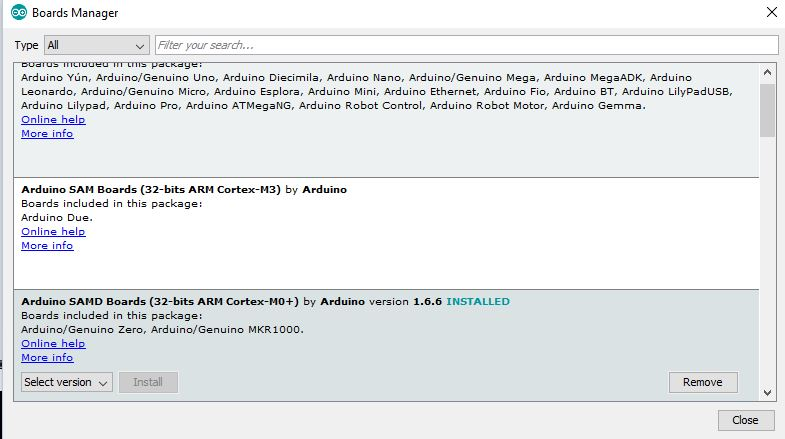 Boards Manager
Type All Filter your search...
Boards included in this package:
Arduino Yún, Arduino/Genuino Uno, Arduino Diecimila, Arduino Nano, Arduino/Genuino Mega, Arduino MegaADK, Arduino
Leonardo, Arduino/Genuino Micro, Arduino Esplora, Arduino Mini, Arduino Ethernet, Arduino Fio, Arduino BT, Arduino LilyPadUSB,
Arduino Lilypad, Arduino Pro, Arduino ATMegaNG, Arduino Robot Control, Arduino Robot Motor, Arduino Gemma.
Online help
More info
Arduino SAM Boards (32-bits ARM Cortex-M3) by Arduino
Boards included in this package:
Arduino Due.
Online help
More info
Arduino SAMD Boards (32-bits ARM Cortex-M0+) by Arduino version 1.6.6 INSTALLED
Boards included in this package:
Arduino/Genuino Zero, Arduino/Genuino MKR1000.
Online help
More info
Select version Install Remove
Close